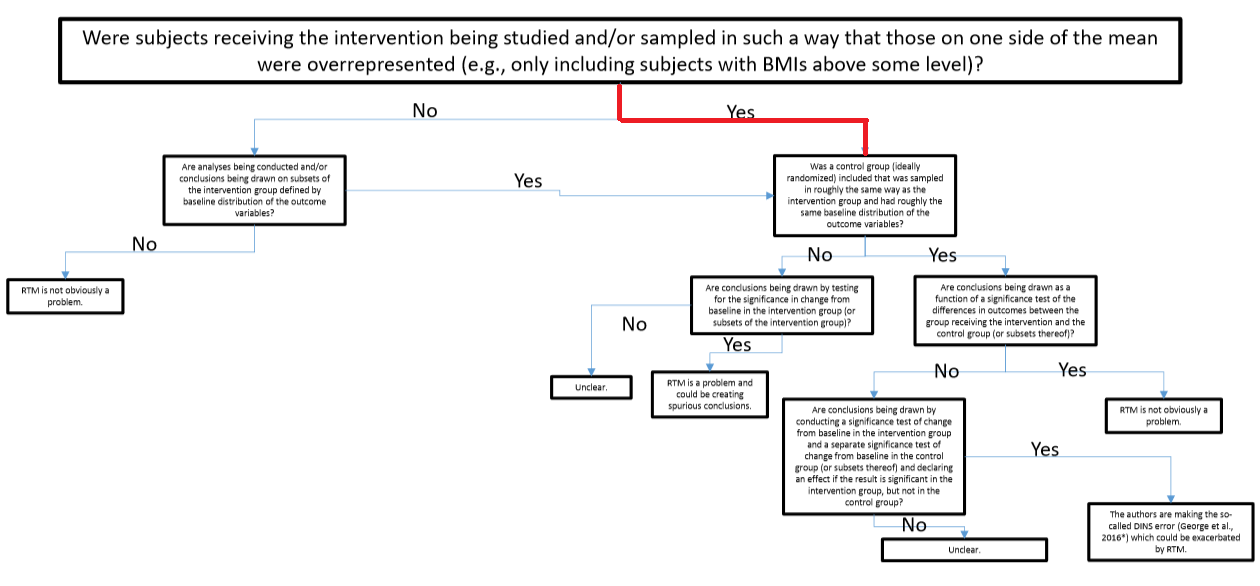 Were subjects receiving the intervention being studied and/or sampled in such a way that those on one side of the mean
were overrepresented (e.g., only including subjects with BMIs above some level)?
No
Yes
Are analyses being conducted and/or
conclusions being drawn on subsets of
the intervention group defined by
baseline distribution of the outcome
variables?
Yes
Was a control group (ideally
randomized) included that was sampled
in roughly the same way as the
intervention group and had roughly the
same baseline distribution of the
outcome variables?
No
RTM is not obviously a
problem.
No
Yes
Are conclusions being drawn by testing
for the significance in change from
baseline in the intervention group (or
subsets of the intervention group)?
Are conclusions being drawn as a
function of a significance test of the
differences in outcomes between the
group receiving the intervention and the
control group (or subsets thereof)?
No
Yes
Unclear.
RTM is a problem and
could be creating
spurious conclusions.
No
Yes
Are conclusions being drawn by
conducting a significance test of change
from baseline in the intervention group
and a separate significance test of
change from baseline in the control
group (or subsets thereof) and declaring
an effect if the result is significant in the
intervention group, but not in the
control group?
RTM is not obviously a
problem.
Yes
No
Unclear.
The authors are making the so-
called DINS error (George et al.,
2016*) which could be exacerbated
by RTM.